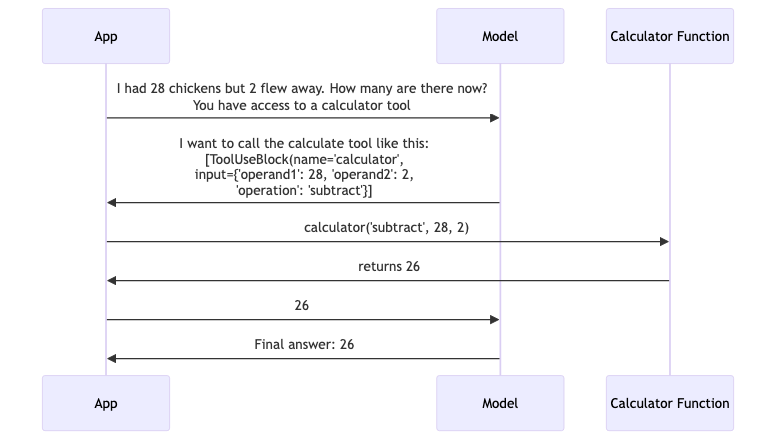 App
Model
Calculator Function
I had 28 chickens but 2 flew away. How many are there now?
You have access to a calculator tool
I want to call the calculate tool like this:
[ToolUseBlock(name='calculator',
input={'operand1': 28, 'operand2': 2,
'operation': 'subtract'}]
calculator('subtract', 28, 2)
returns 26
26
Final answer: 26
App
Model
Calculator Function